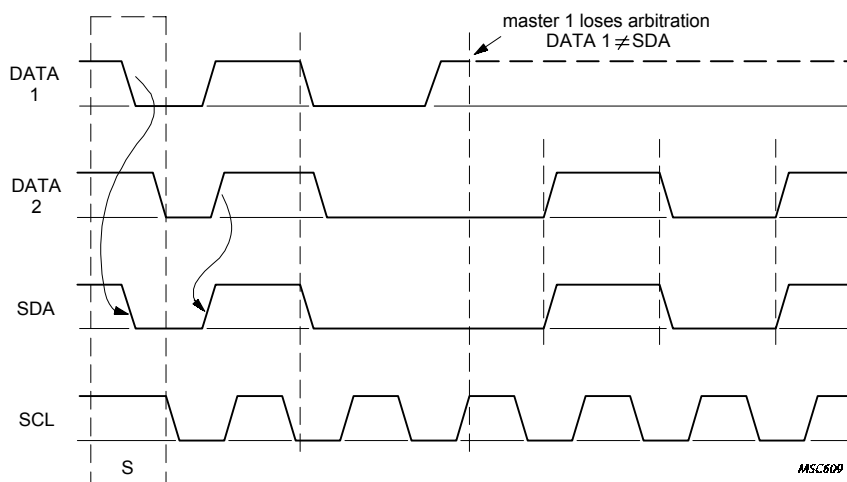 master 1 loses arbitration
DATA 1 ≠ SDA
DATA
1
DATA
2
SDA
SCL
S
MSC609